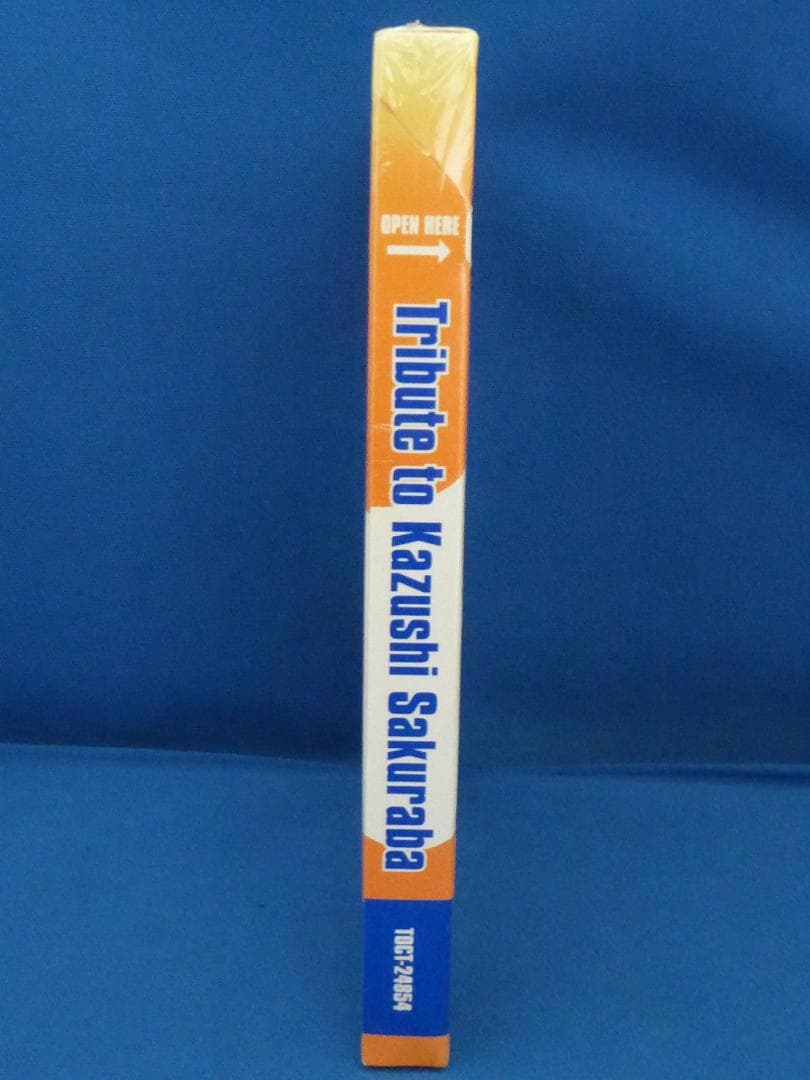 OPEN HERE
Tribute to Kazushi Sakuraba
TOCT-24854